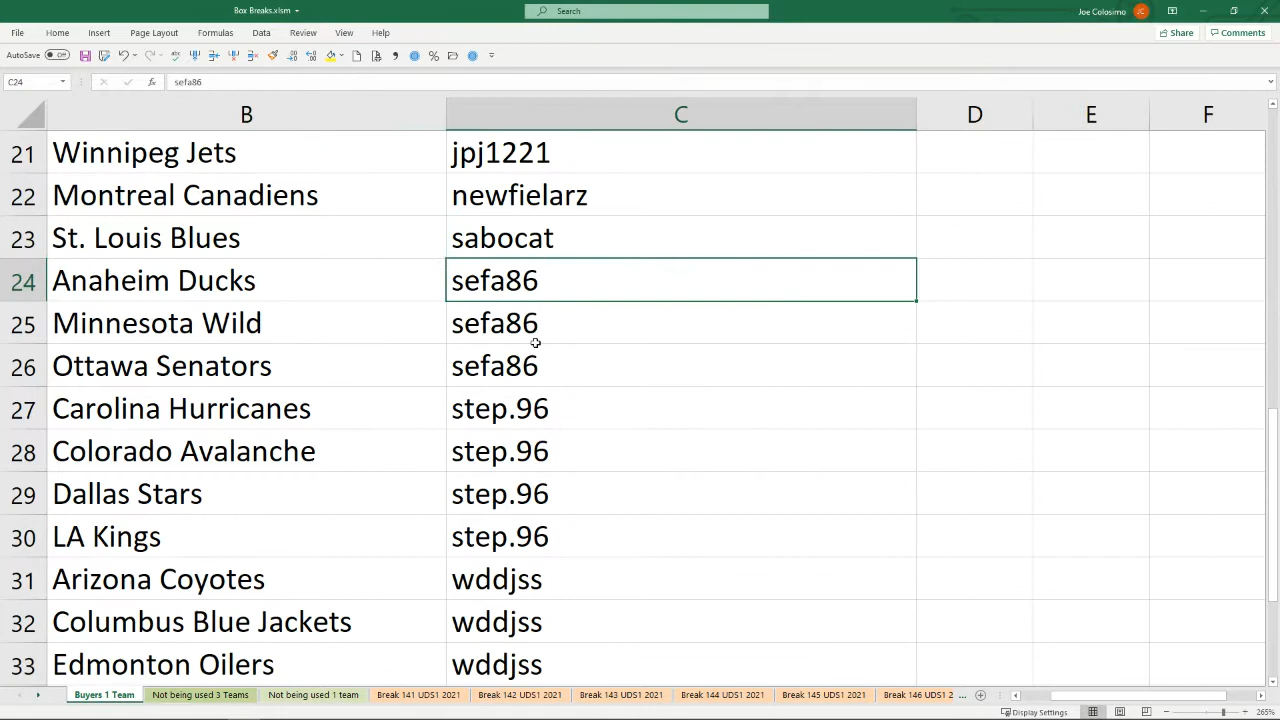 Box Breaks.xlsm
Search
Joe Colosimo JC
File Home Insert Page Layout Formulas Data Review View Help Share Comments
AutoSave Off
C24 fx sefa86
B C D E F
21 Winnipeg Jets jpj1221
22 Montreal Canadiens newfielarz
23 St. Louis Blues sabocat
24 Anaheim Ducks sefa86
25 Minnesota Wild sefa86
26 Ottawa Senators sefa86
27 Carolina Hurricanes step.96
28 Colorado Avalanche step.96
29 Dallas Stars step.96
30 LA Kings step.96
31 Arizona Coyotes wddjss
32 Columbus Blue Jackets wddjss
33 Edmonton Oilers wddjss
Buyers 1 Team Not being used 3 Teams Not being used 1 team Break 141 UDS1 2021 Break 142 UDS1 2021 Break 143 UDS1 2021 Break 144 UDS1 2021 Break 145 UDS1 2021 Break 146 UDS1 2 ...
Display Settings 265%